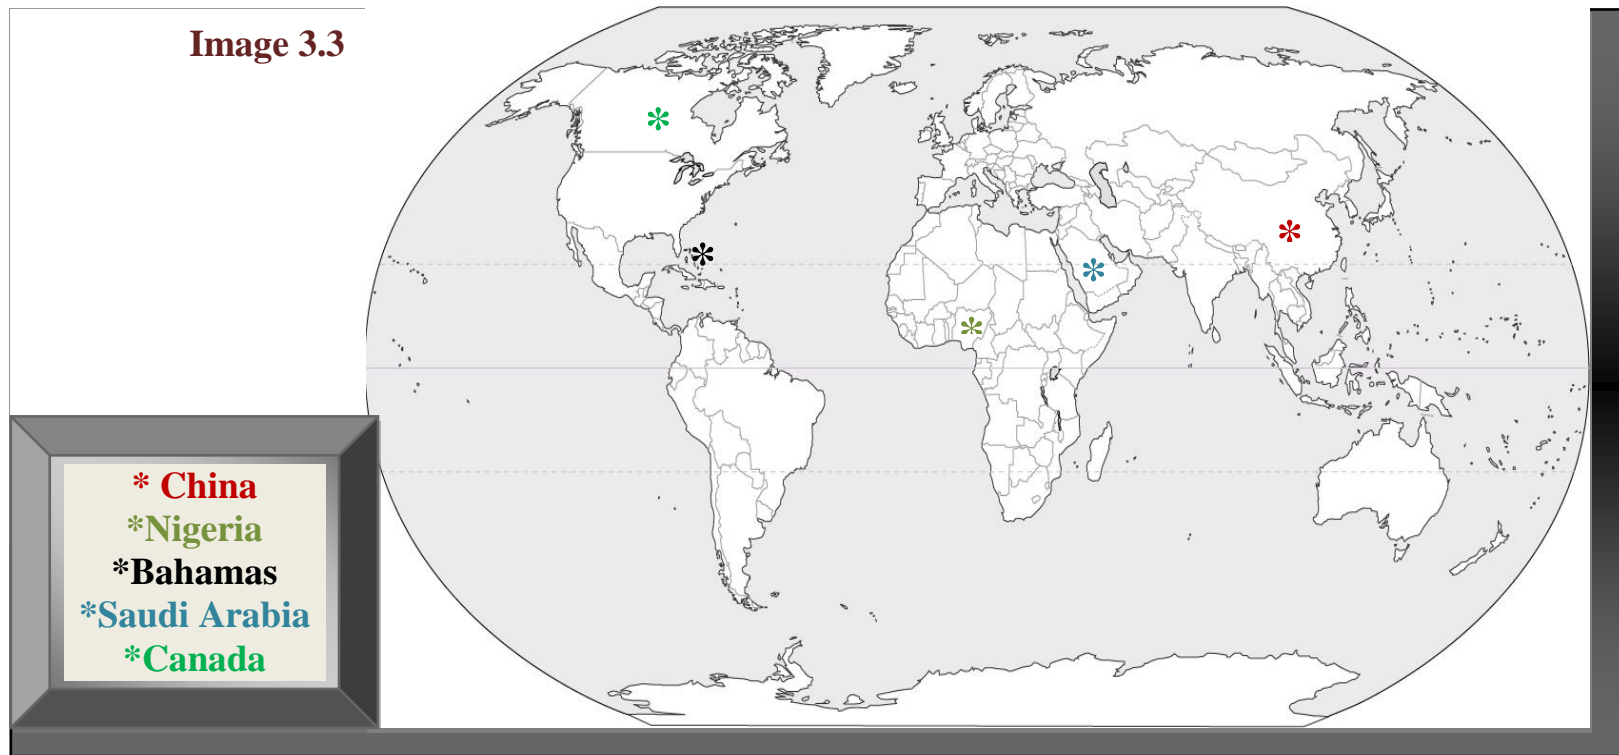 Image 3.3
* China
*Nigeria
*Bahamas
*Saudi Arabia
*Canada